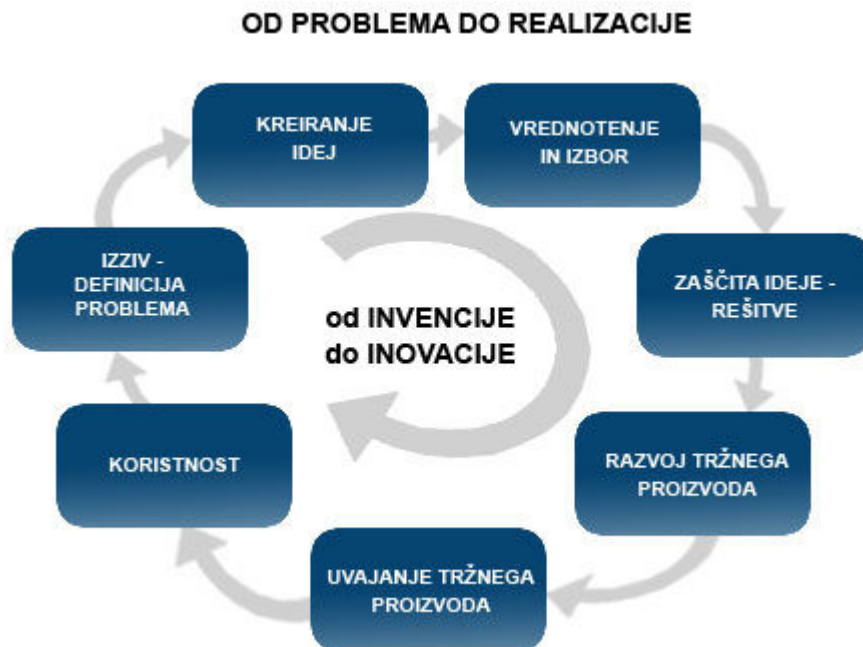 OD PROBLEMA DO REALIZACIJE
KREIRANJE
IDEJ
VREDNOTENJE
IN IZBOR
ZAŠČITA IDEJE -
REŠITVE
RAZVOJ TRŽNEGA
PROIZVODA
UVAJANJE TRŽNEGA
PROIZVODA
KORISTNOST
IZZIV -
DEFINICIJA
PROBLEMA
od INVENCIJE
do INOVACIJE